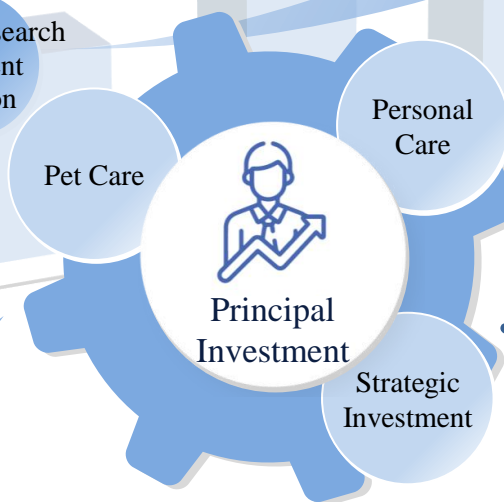 Pet Care
Personal
Care
Principal
Investment
Strategic
Investment